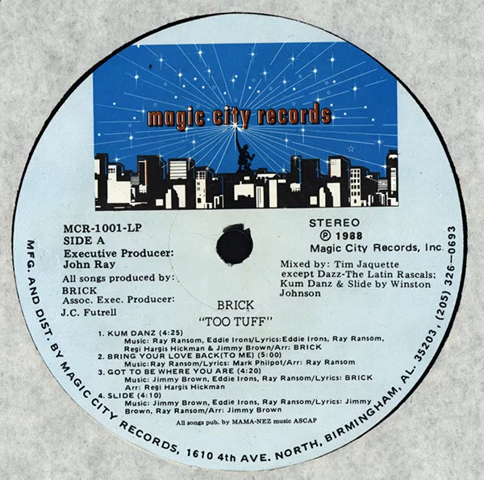 magic city records
MCR-1001-LP
SIDE A
Executive Producer:
John Ray
All songs produced by:
BRICK
Assoc. Exec. Producer:
J.C. Futrell
STEREO
Ⓟ 1988
Magic City Records, Inc.
Mixed by: Tim Jaquette
except Dazz-The Latin Rascals:
Kum Danz & Slide by Winston
Johnson
BRICK
"TOO TUFF"
1. KUM DANZ (4:25)
Music: Ray Ransom, Eddie Irons/Lyrics:Eddie Irons, Ray Ransom,
Regi Hargis Hickman & Jimmy Brown/Arr: BRICK
2. BRING YOUR LOVE BACK(TO ME) (5:00)
Music:Ray Ransom/Lyrics: Mark Philpot/Arr: Ray Ransom
3. GOT TO BE WHERE YOU ARE (4:20)
Music: Jimmy Brown, Eddie Irons, Ray Ransom/Lyrics: BRICK
Arr: Regi Hargis Hickman
4. SLIDE (4:10)
Music: Jimmy Brown, Eddie Irons, Ray Ransom/Lyrics: Jimmy
Brown, Ray Ransom/Arr: Jimmy Brown
All songs pub. by MAMA-NEZ music ASCAP
MFG. AND DIST. BY MAGIC CITY RECORDS, 1610 4th AVE. NORTH, BIRMINGHAM, AL. 35203, (205) 326-0693